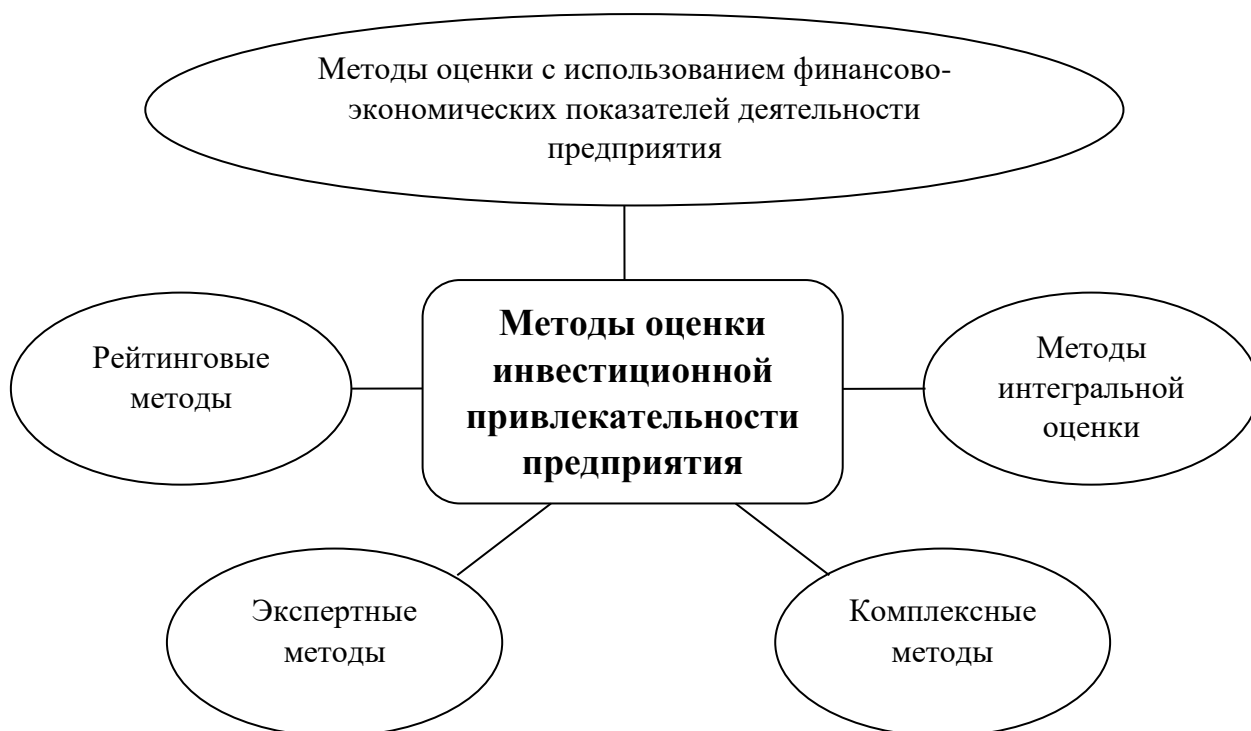 Методы оценки с использованием финансово-
экономических показателей деятельности
предприятия
Методы оценки
инвестиционной
привлекательности
предприятия
Рейтинговые
методы
Методы
интегральной
оценки
Экспертные
методы
Комплексные
методы